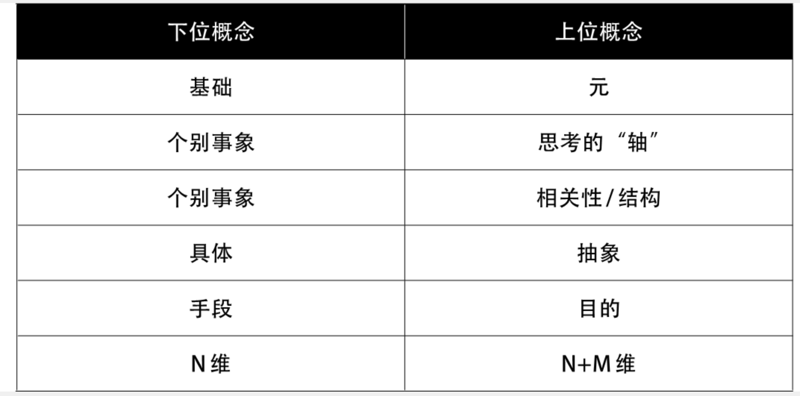 下位概念 上位概念
基础 元
个别事象 思考的“轴”
个别事象 相关性/结构
具体 抽象
手段 目的
N维 N+M维